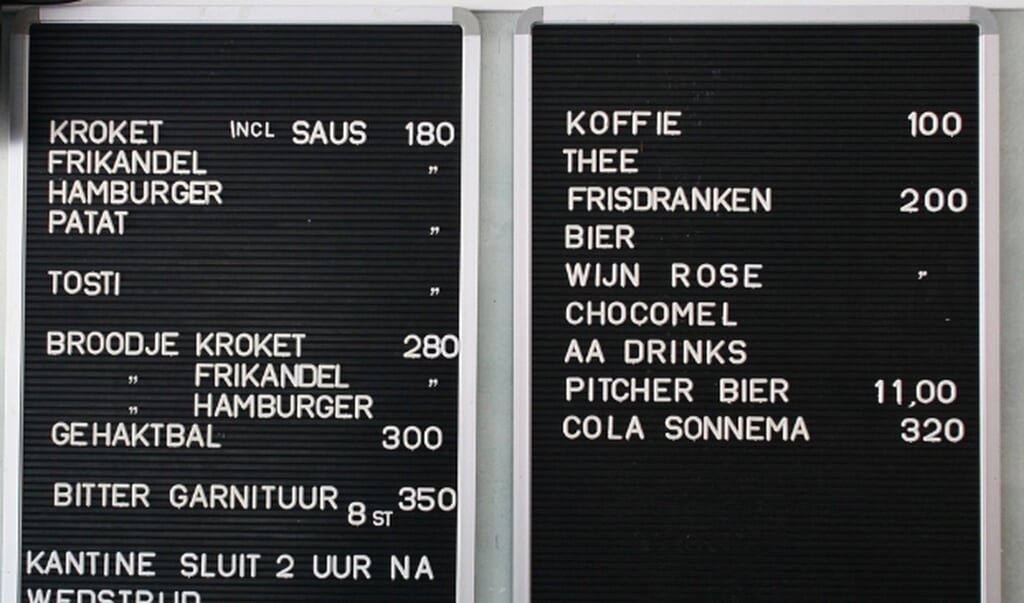 KROKET INCL SAUS 180
FRIKANDEL „
HAMBURGER
PATAT „
TOSTI „
BROODJE KROKET 280
„ FRIKANDEL „
„ HAMBURGER
GEHAKTBAL 300
BITTER GARNITUUR 8 ST 350
KANTINE SLUIT 2 UUR NA
WEDSTRIJD
KOFFIE 100
THEE
FRISDRANKEN 200
BIER
WIJN ROSE „
CHOCOMEL
AA DRINKS
PITCHER BIER 11,00
COLA SONNEMA 320